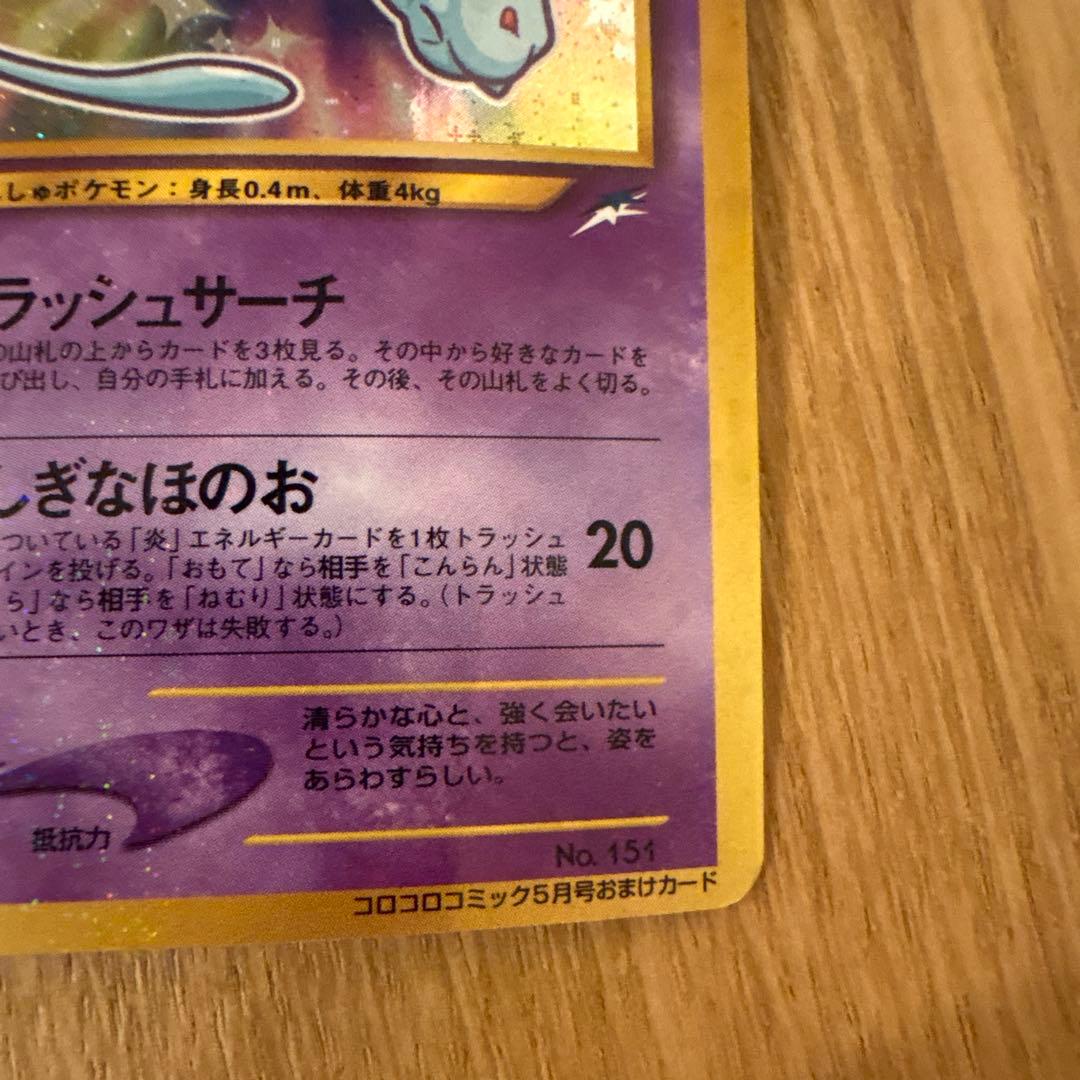 しゅポケモン：身長0.4m、体重4kg
ラッシュサーチ
の山札の上からカードを3枚見る。その中から好きなカードを
び出し、自分の手札に加える。その後、その山札をよく切る。
しぎなほのお
ついている「炎」エネルギーカードを1枚トラッシュ
インを投げる。「おもて」なら相手を「こんらん」状態
ら」なら相手を「ねむり」状態にする。（トラッシュ
いとき、このワザは失敗する。）
20
清らかな心と、強く会いたい
という気持ちを持つと、姿を
あらわすらしい。
抵抗力
No. 151
コロコロコミック5月号おまけカード